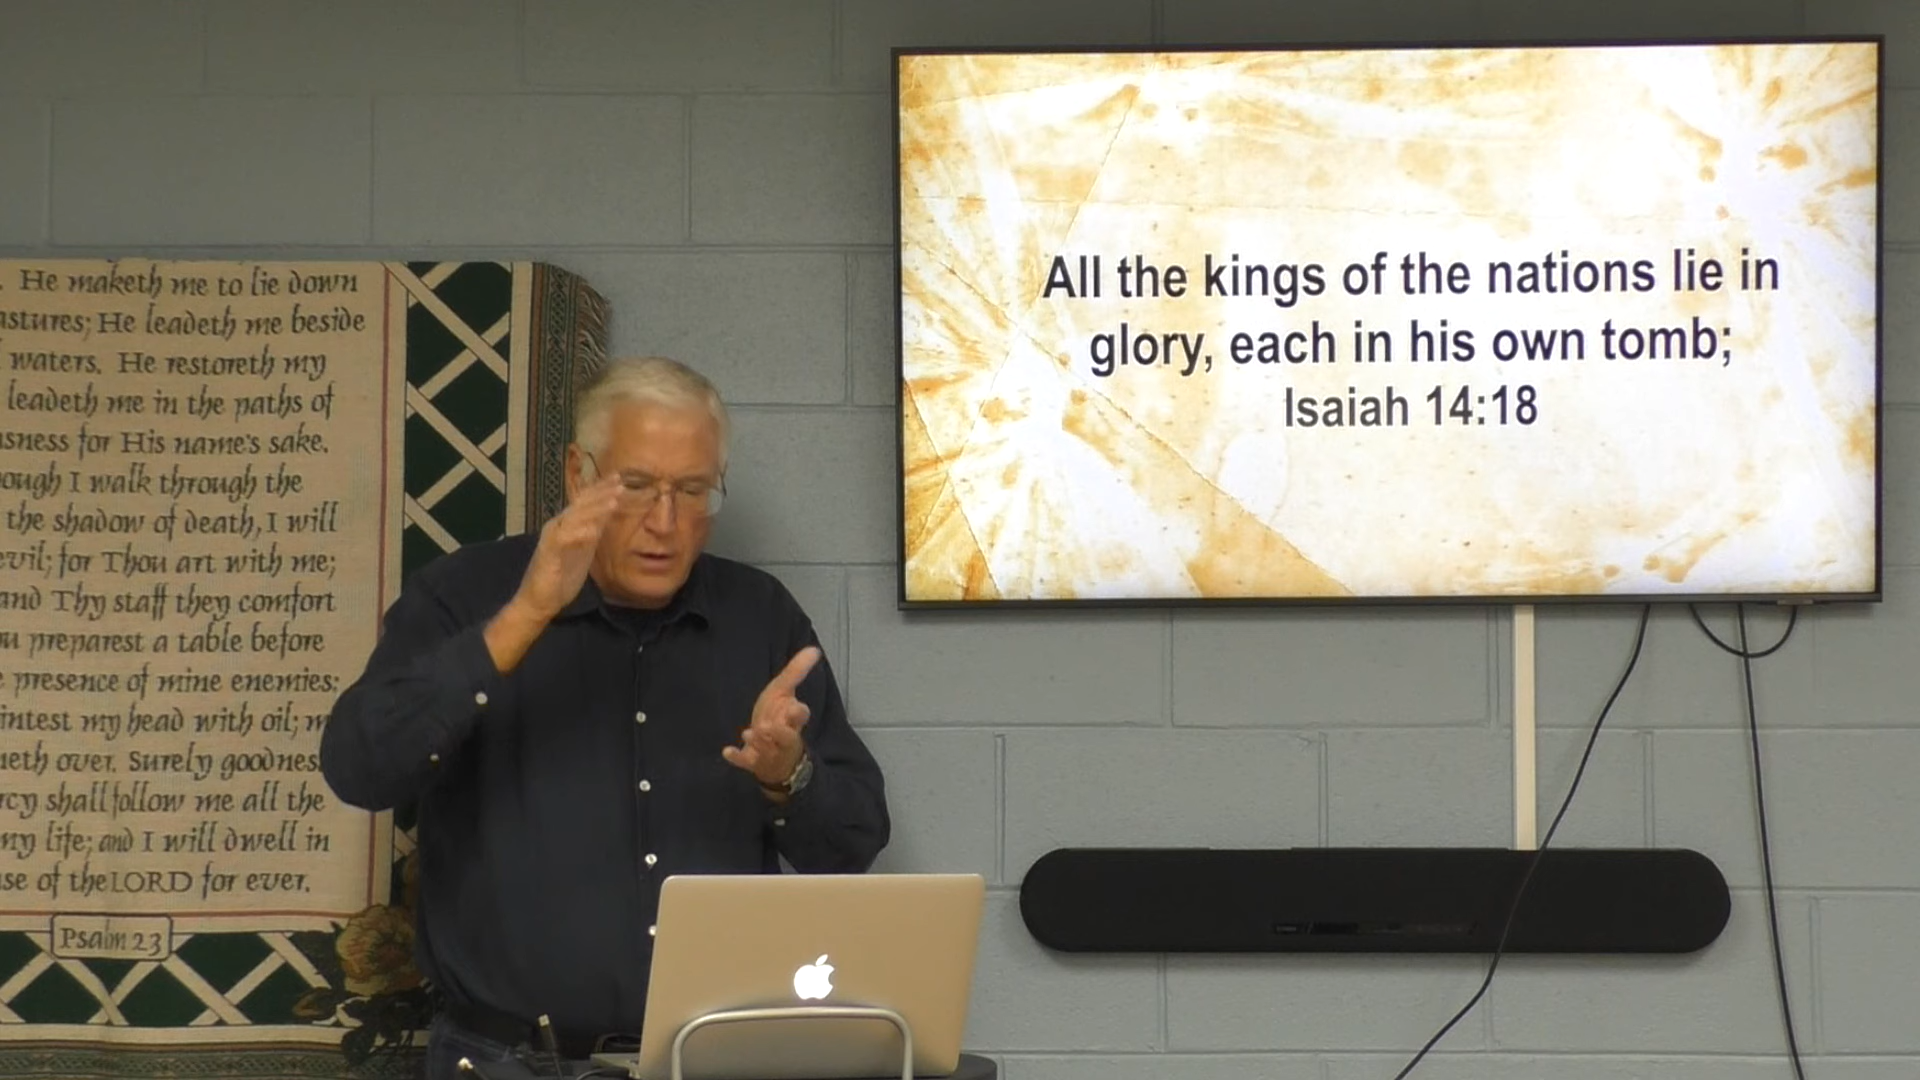 . He maketh me to lie down
astures; He leadeth me beside
waters. He restoreth my
leadeth me in the paths of
sness for His name's sake.
ough I walk through the
the shadow of death, I will
evil; for Thou art with me;
and Thy staff they comfort
preparest a table before
presence of mine enemies:
intest my head with oil; m
eth over. Surely goodnes
rcy shall follow me all the
my life; and I will dwell in
se of the LORD for ever.
Psalm 23
All the kings of the nations lie in
glory, each in his own tomb;
Isaiah 14:18